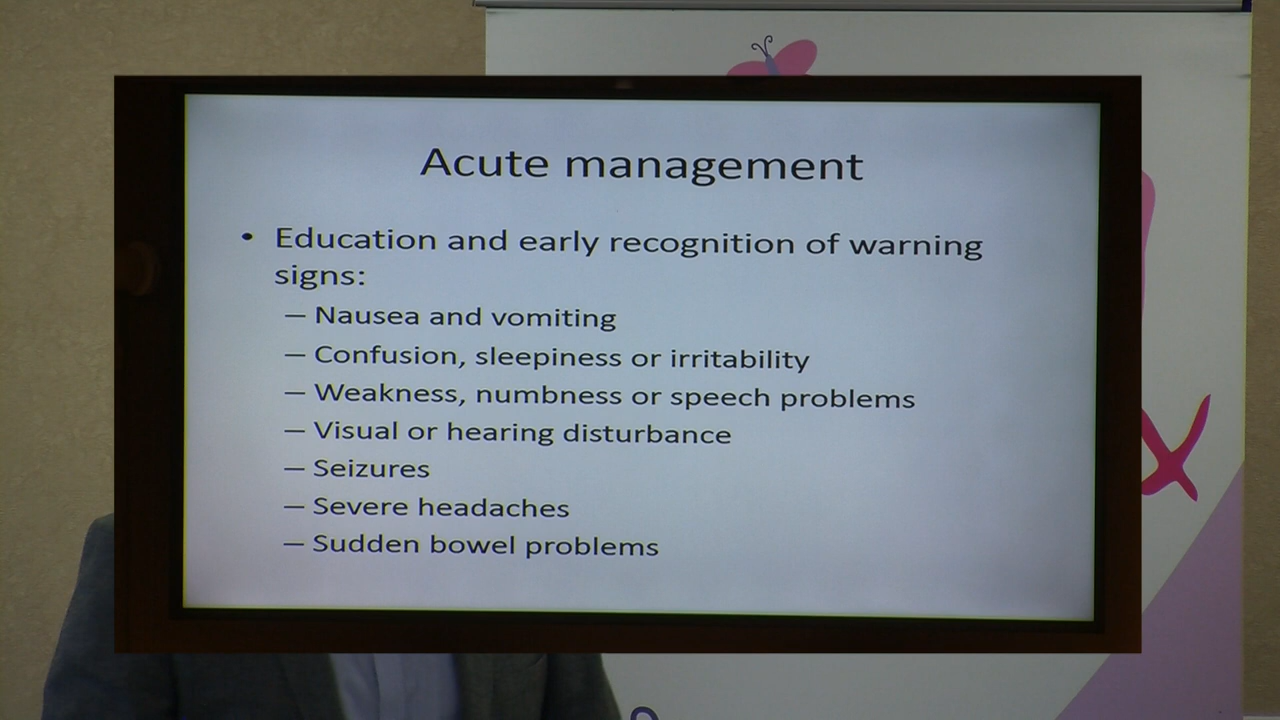 Acute management
• Education and early recognition of warning
signs:
– Nausea and vomiting
– Confusion, sleepiness or irritability
– Weakness, numbness or speech problems
– Visual or hearing disturbance
– Seizures
– Severe headaches
– Sudden bowel problems